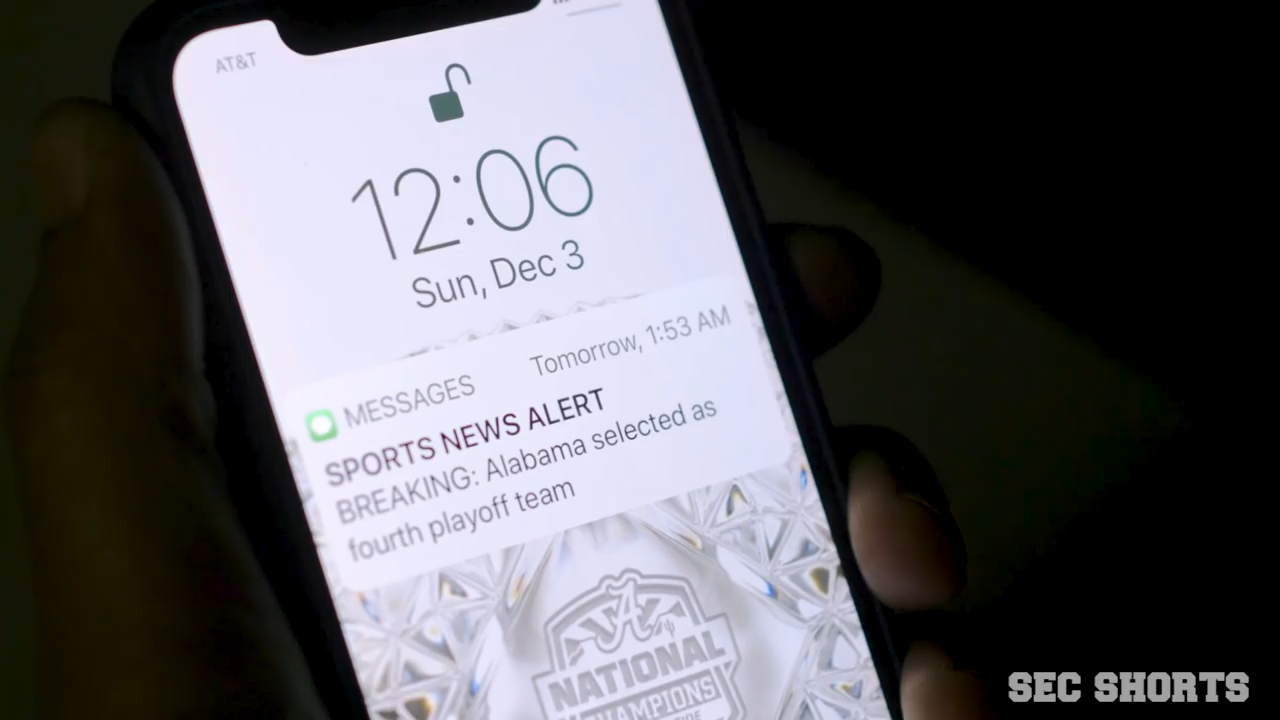 AT&T
12:06
Sun, Dec 3
MESSAGES Tomorrow, 1:53 AM
SPORTS NEWS ALERT
BREAKING: Alabama selected as
fourth playoff team
A
NATIONAL
CHAMPIONS
SEC SHORTS